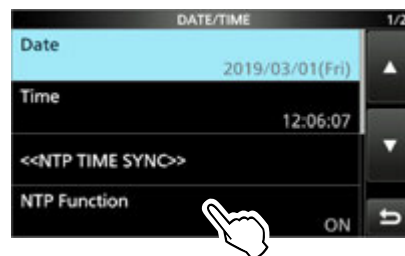 DATE/TIME
1/2
Date
2019/03/01(Fri)
Time
12:06:07
<<NTP TIME SYNC>>
NTP Function
ON